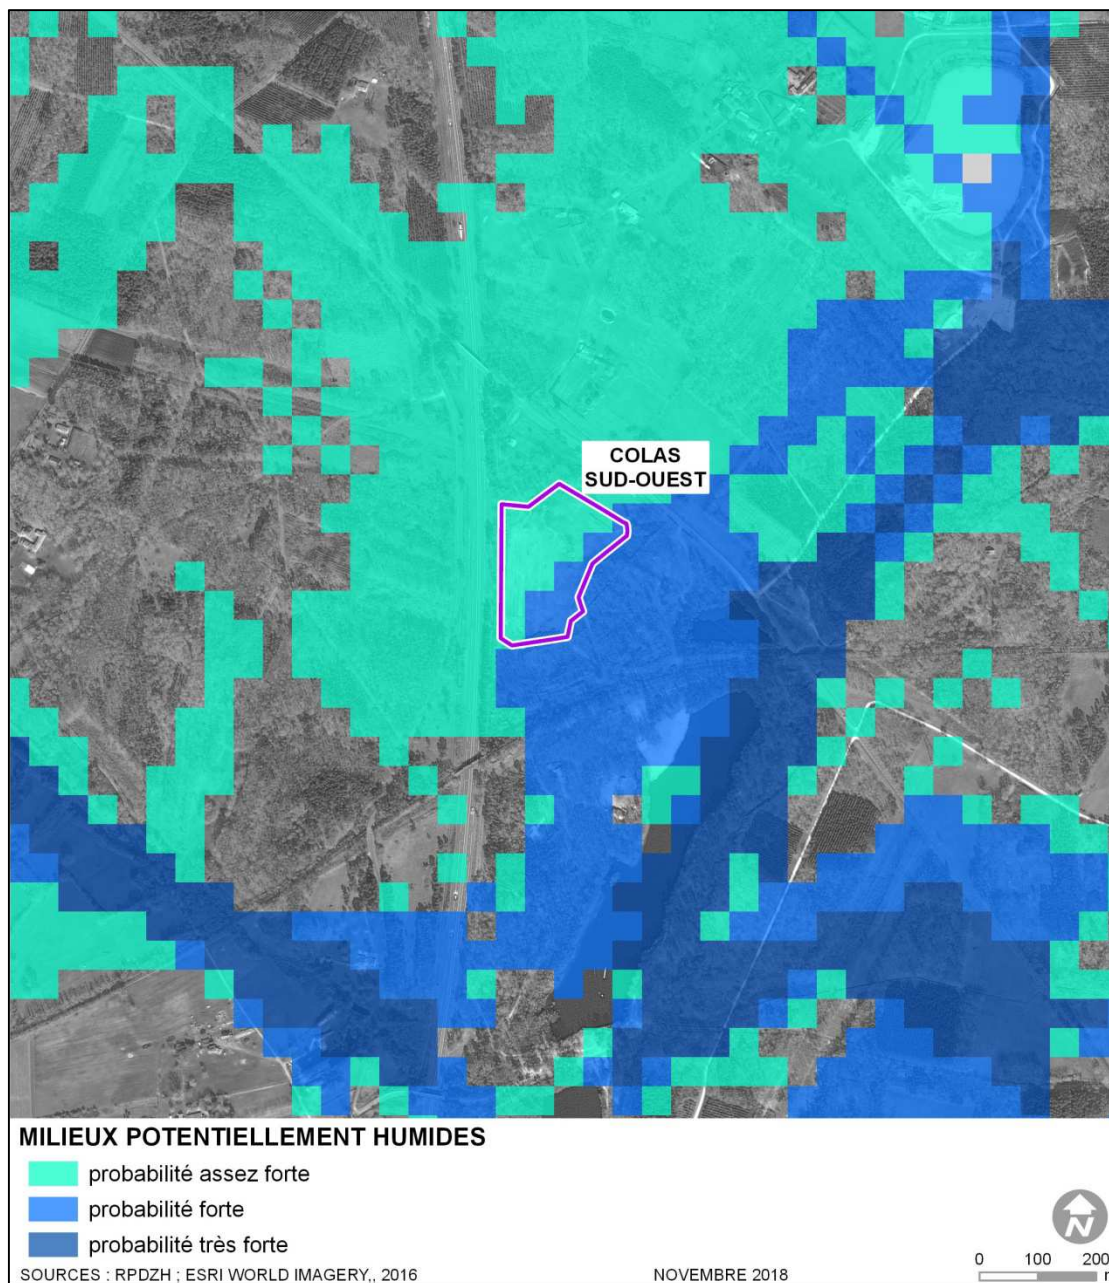 COLAS
SUD-OUEST
MILIEUX POTENTIELLEMENT HUMIDES
probabilité assez forte
probabilité forte
probabilité très forte
N
0 100 200
SOURCES : RPDZH ; ESRI WORLD IMAGERY,, 2016 NOVEMBRE 2018